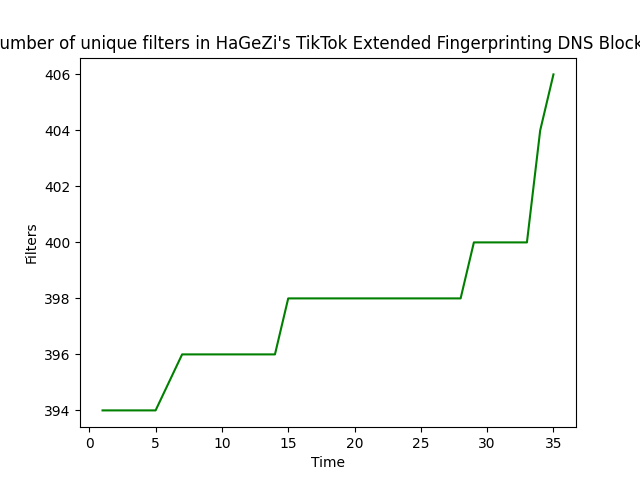 umber of unique filters in HaGeZi's TikTok Extended Fingerprinting DNS Block
406
404
402
400
398
396
394
Filters
0 5 10 15 20 25 30 35
Time